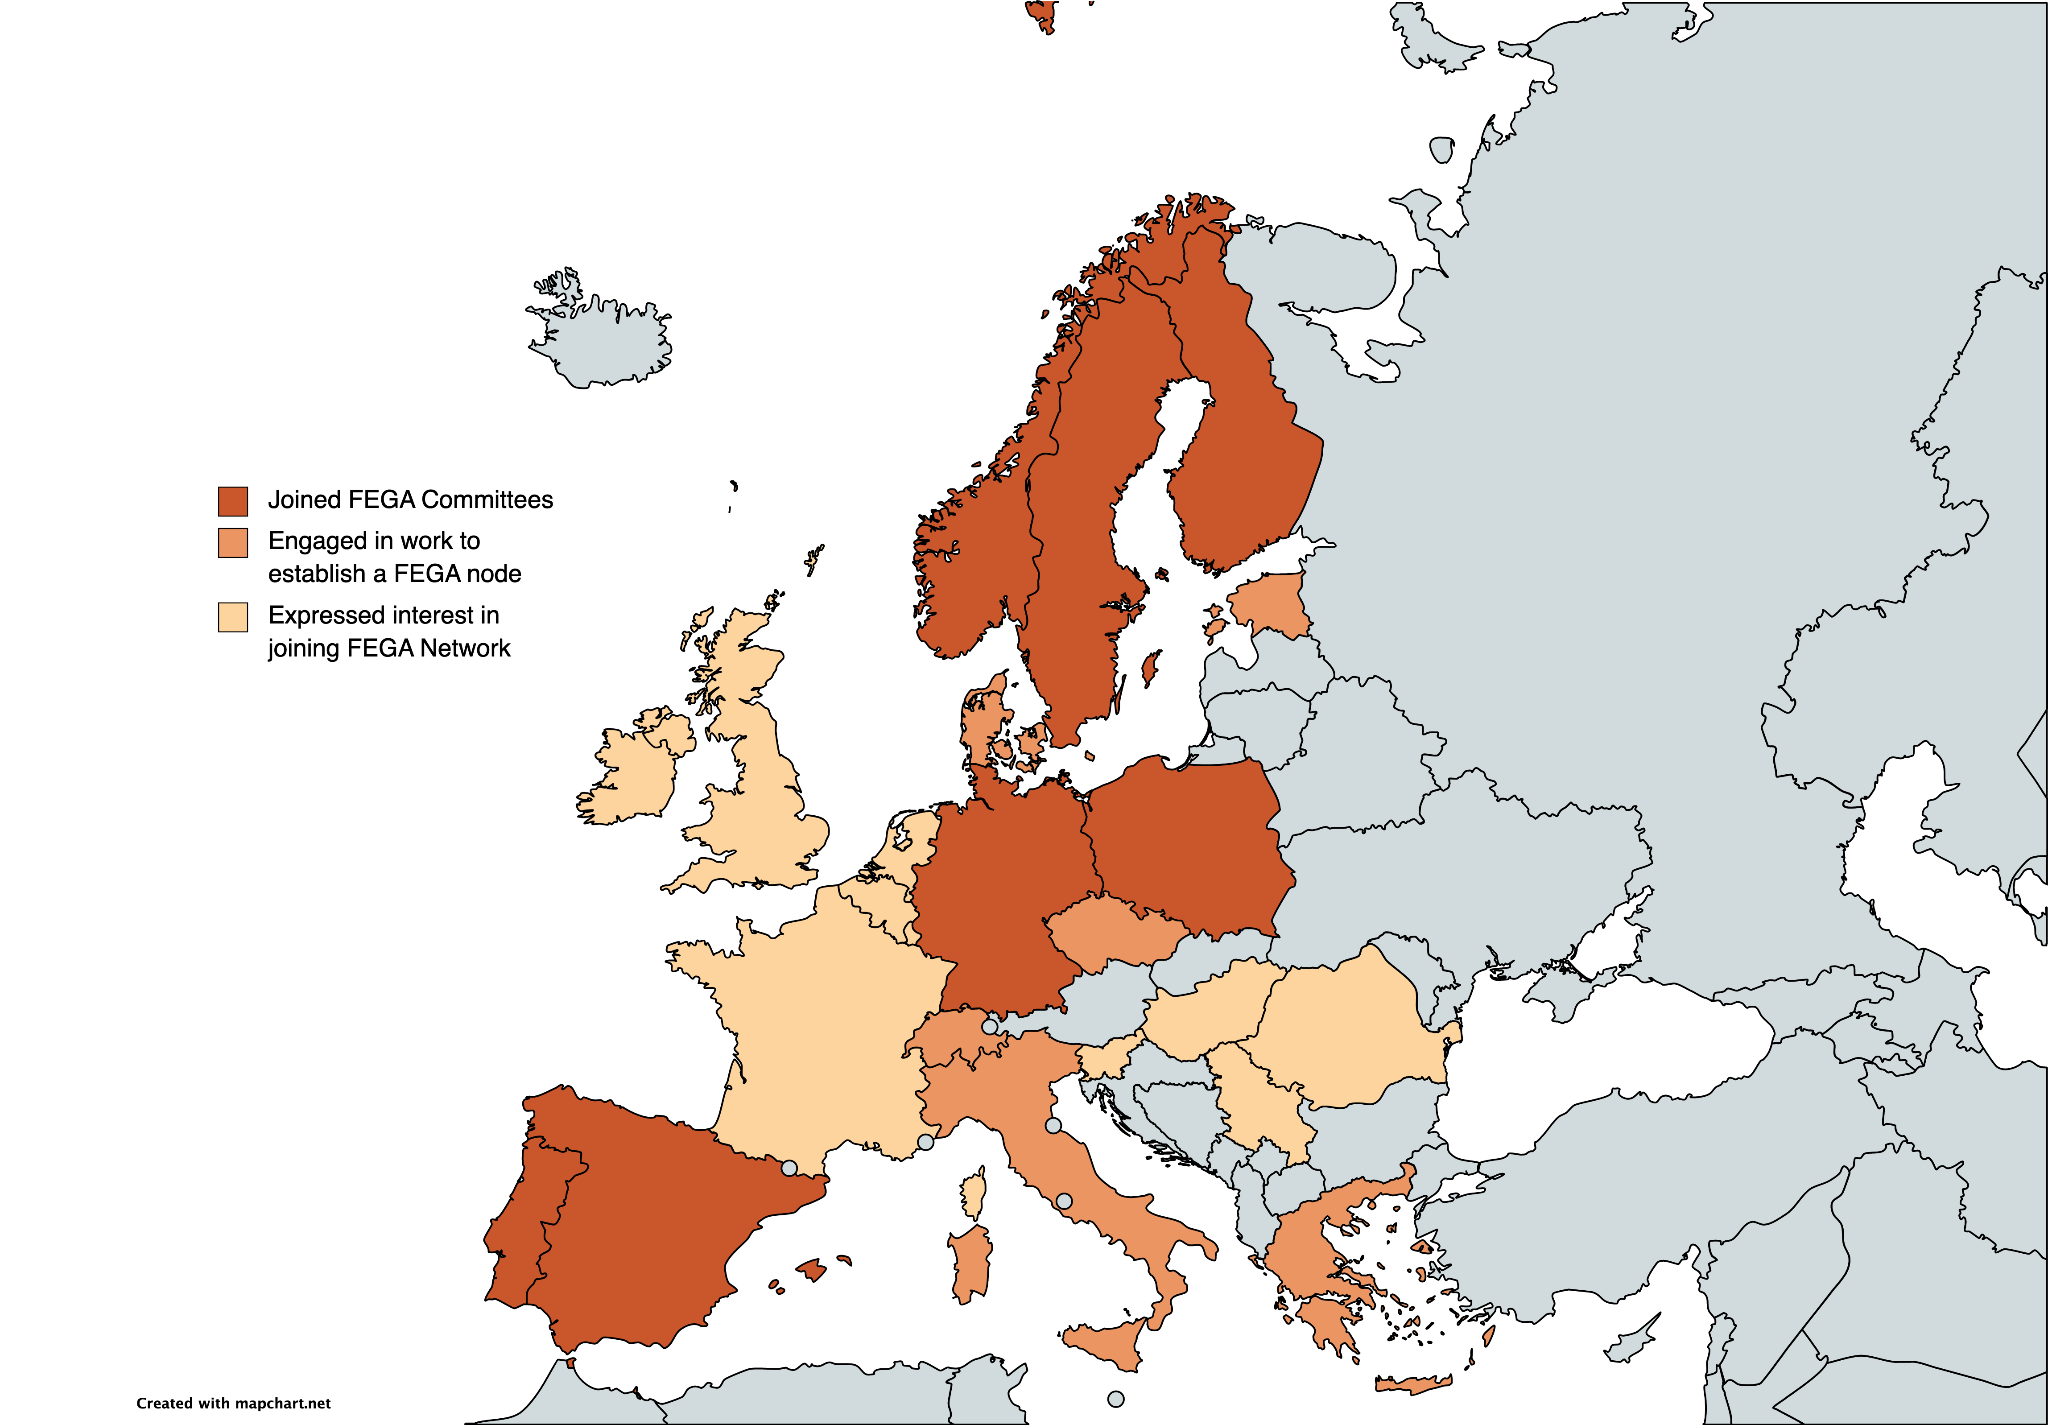 Joined FEGA Committees
Engaged in work to
establish a FEGA node
Expressed interest in
joining FEGA Network
Created with mapchart.net